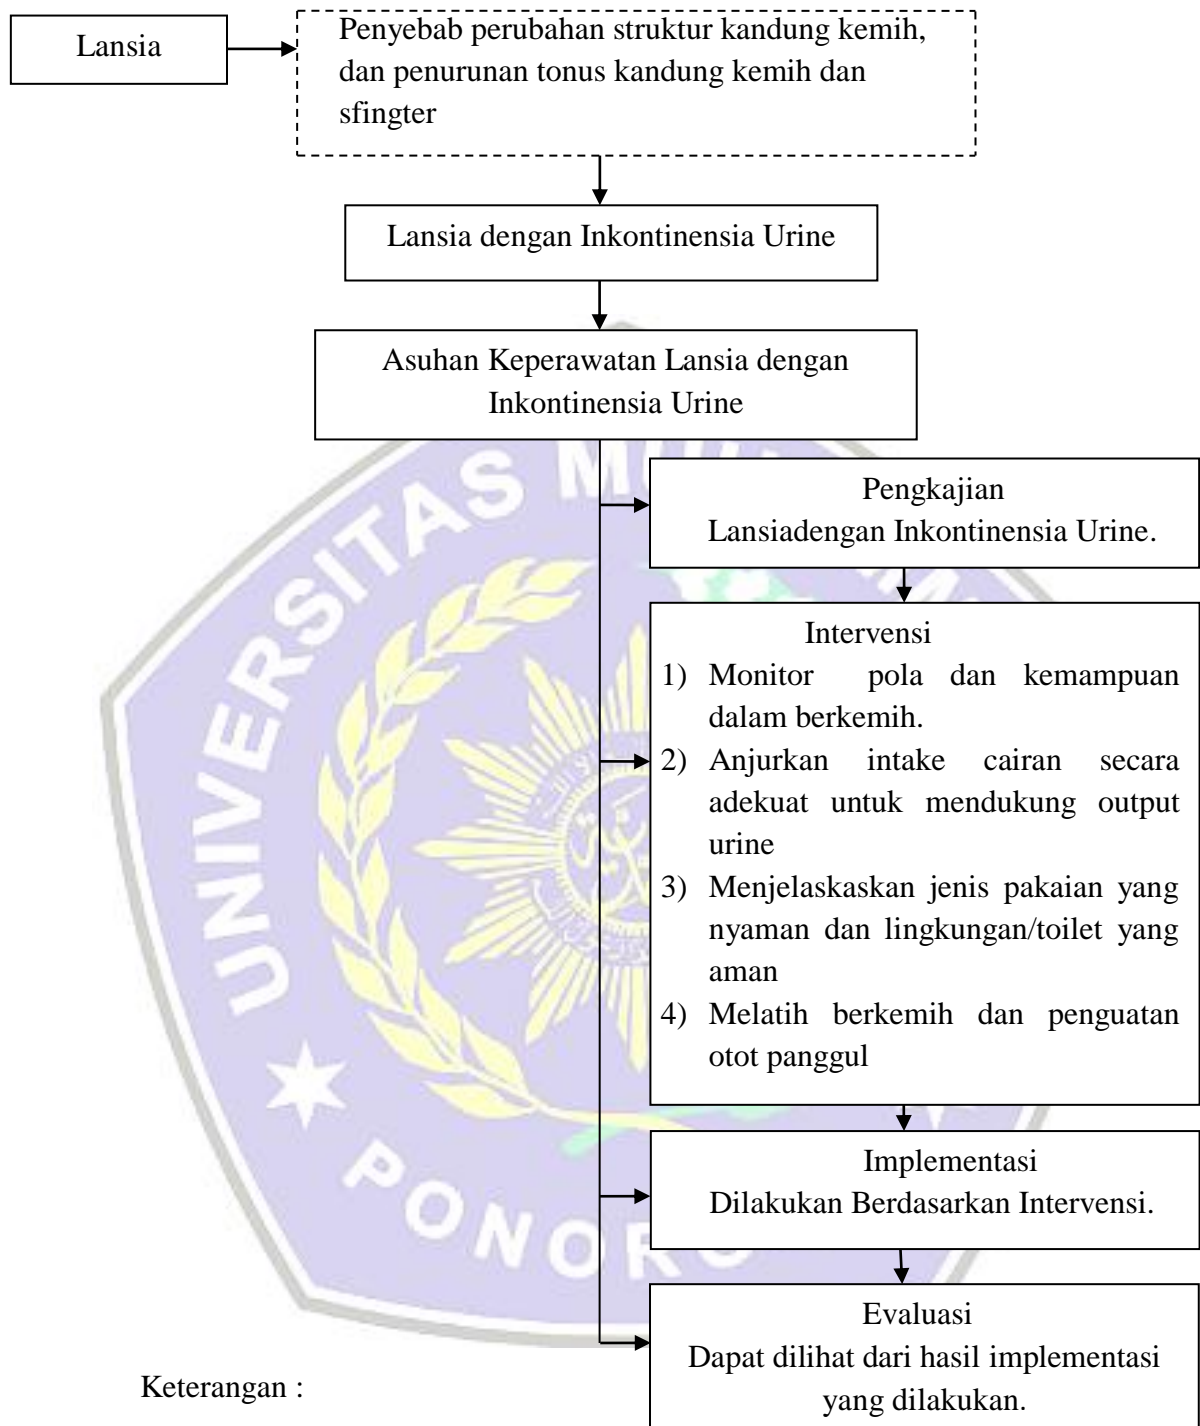 Lansia
Penyebab perubahan struktur kandung kemih,
dan penurunan tonus kandung kemih dan
sfingter
Lansia dengan Inkontinensia Urine
Asuhan Keperawatan Lansia dengan
Inkontinensia Urine
Pengkajian
Lansiadengan Inkontinensia Urine.
Intervensi
1) Monitor pola dan kemampuan
dalam berkemih.
2) Anjurkan intake cairan secara
adekuat untuk mendukung output
urine
3) Menjelaskaskan jenis pakaian yang
nyaman dan lingkungan/toilet yang
aman
4) Melatih berkemih dan penguatan
otot panggul
Implementasi
Dilakukan Berdasarkan Intervensi.
Evaluasi
Dapat dilihat dari hasil implementasi
yang dilakukan.
Keterangan :
UNIVERSITAS